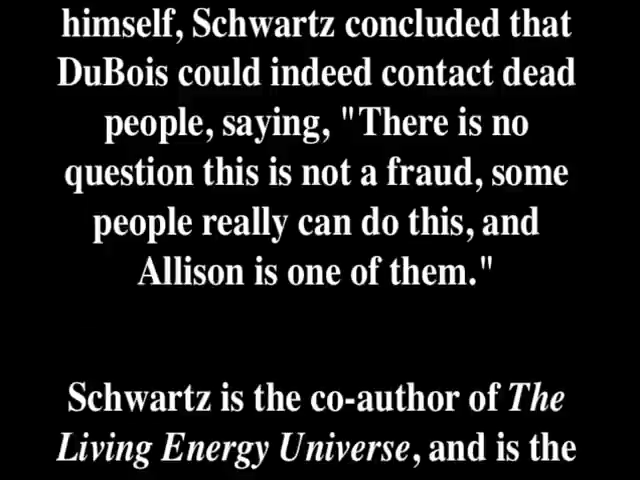 himself, Schwartz concluded that
DuBois could indeed contact dead
people, saying, "There is no
question this is not a fraud, some
people really can do this, and
Allison is one of them."
Schwartz is the co-author of The
Living Energy Universe, and is the